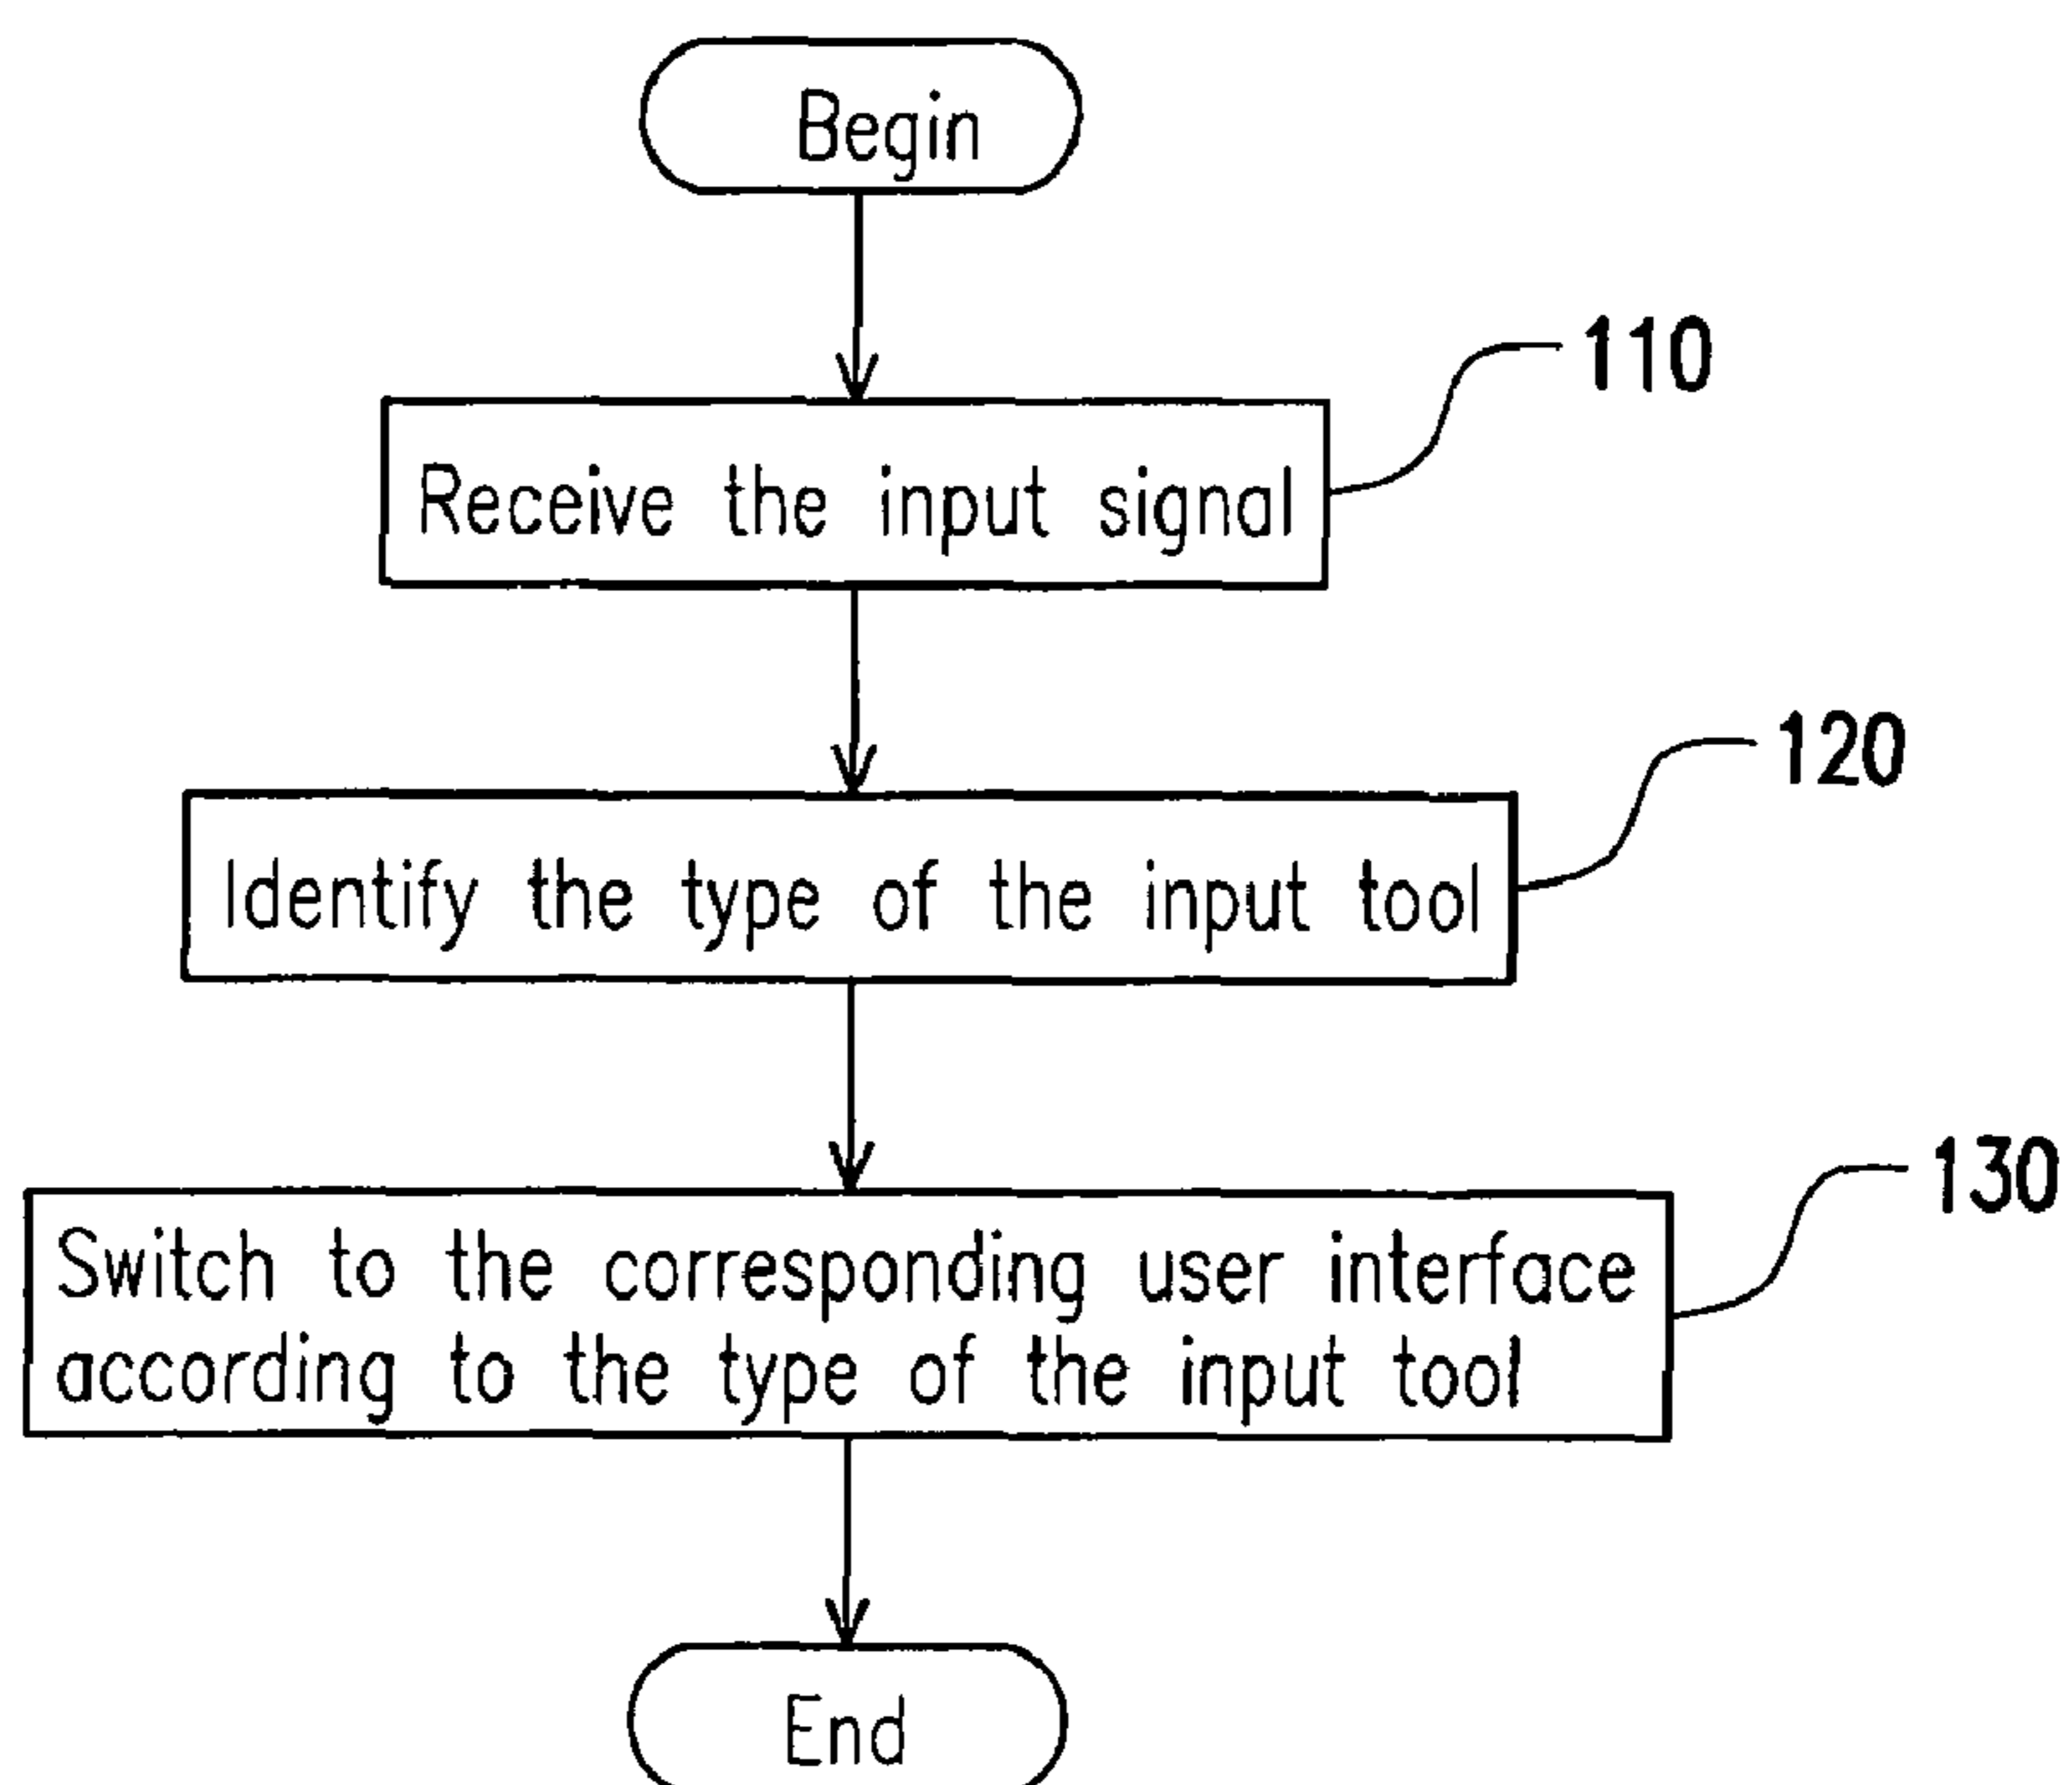 Begin
110
Receive the input signal
120
Identify the type of the input tool
130
Switch to the corresponding user interface
according to the type of the input tool
End